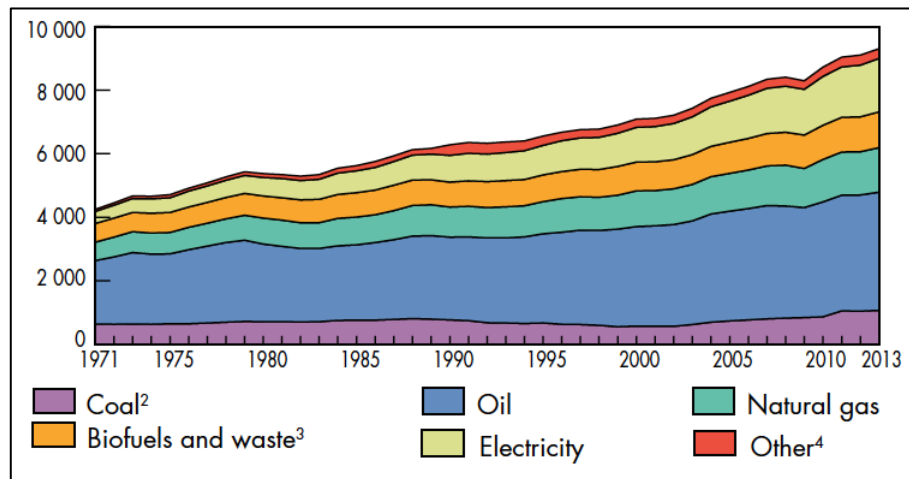 10 000
8 000
6 000
4 000
2 000
0
1971 1975 1980 1985 1990 1995 2000 2005 2010 2013
Coal² Oil Natural gas
Biofuels and waste³ Electricity Other⁴